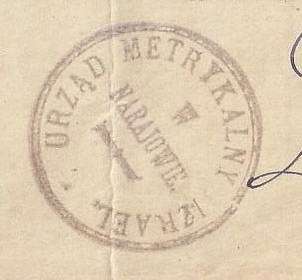 URZĄD METRYKALNY IZRAEL.
W
NARAJOWIE.